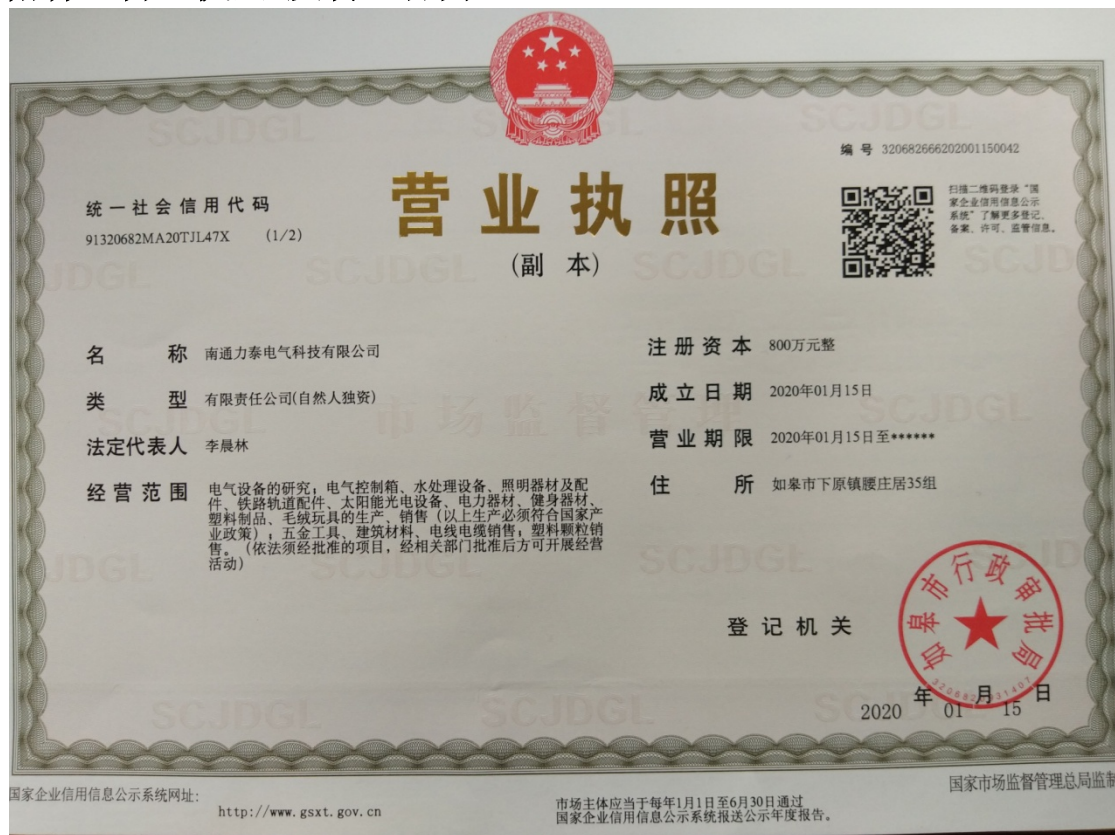 编 号 320682666202001150042
统一社会信用代码
91320682MA20TJL47X (1/2)
营业执照
(副 本)
扫描二维码登录“国
家企业信用信息公示
系统”了解更多登记、
备案、许可、监管信息。
名 称 南通力泰电气科技有限公司
类 型 有限责任公司(自然人独资)
法定代表人 李晨林
经营范围 电气设备的研究；电气控制箱、水处理设备、照明器材及配
件、铁路轨道配件、太阳能光电设备、电力器材、健身器材、
塑料制品、毛绒玩具的生产、销售（以上生产必须符合国家产
业政策）；五金工具、建筑材料、电线电缆销售；塑料颗粒销
售。（依法须经批准的项目，经相关部门批准后方可开展经营
活动）
注册资本 800万元整
成立日期 2020年01月15日
营业期限 2020年01月15日至******
住 所 如皋市下原镇腰庄居35组
登记机关
如皋市行政审批局
2020 年 01 月 15 日
国家企业信用信息公示系统网址：
http://www.gsxt.gov.cn
市场主体应当于每年1月1日至6月30日通过
国家企业信用信息公示系统报送公示年度报告。
国家市场监督管理总局监制
SCJDGL
市场监督管理